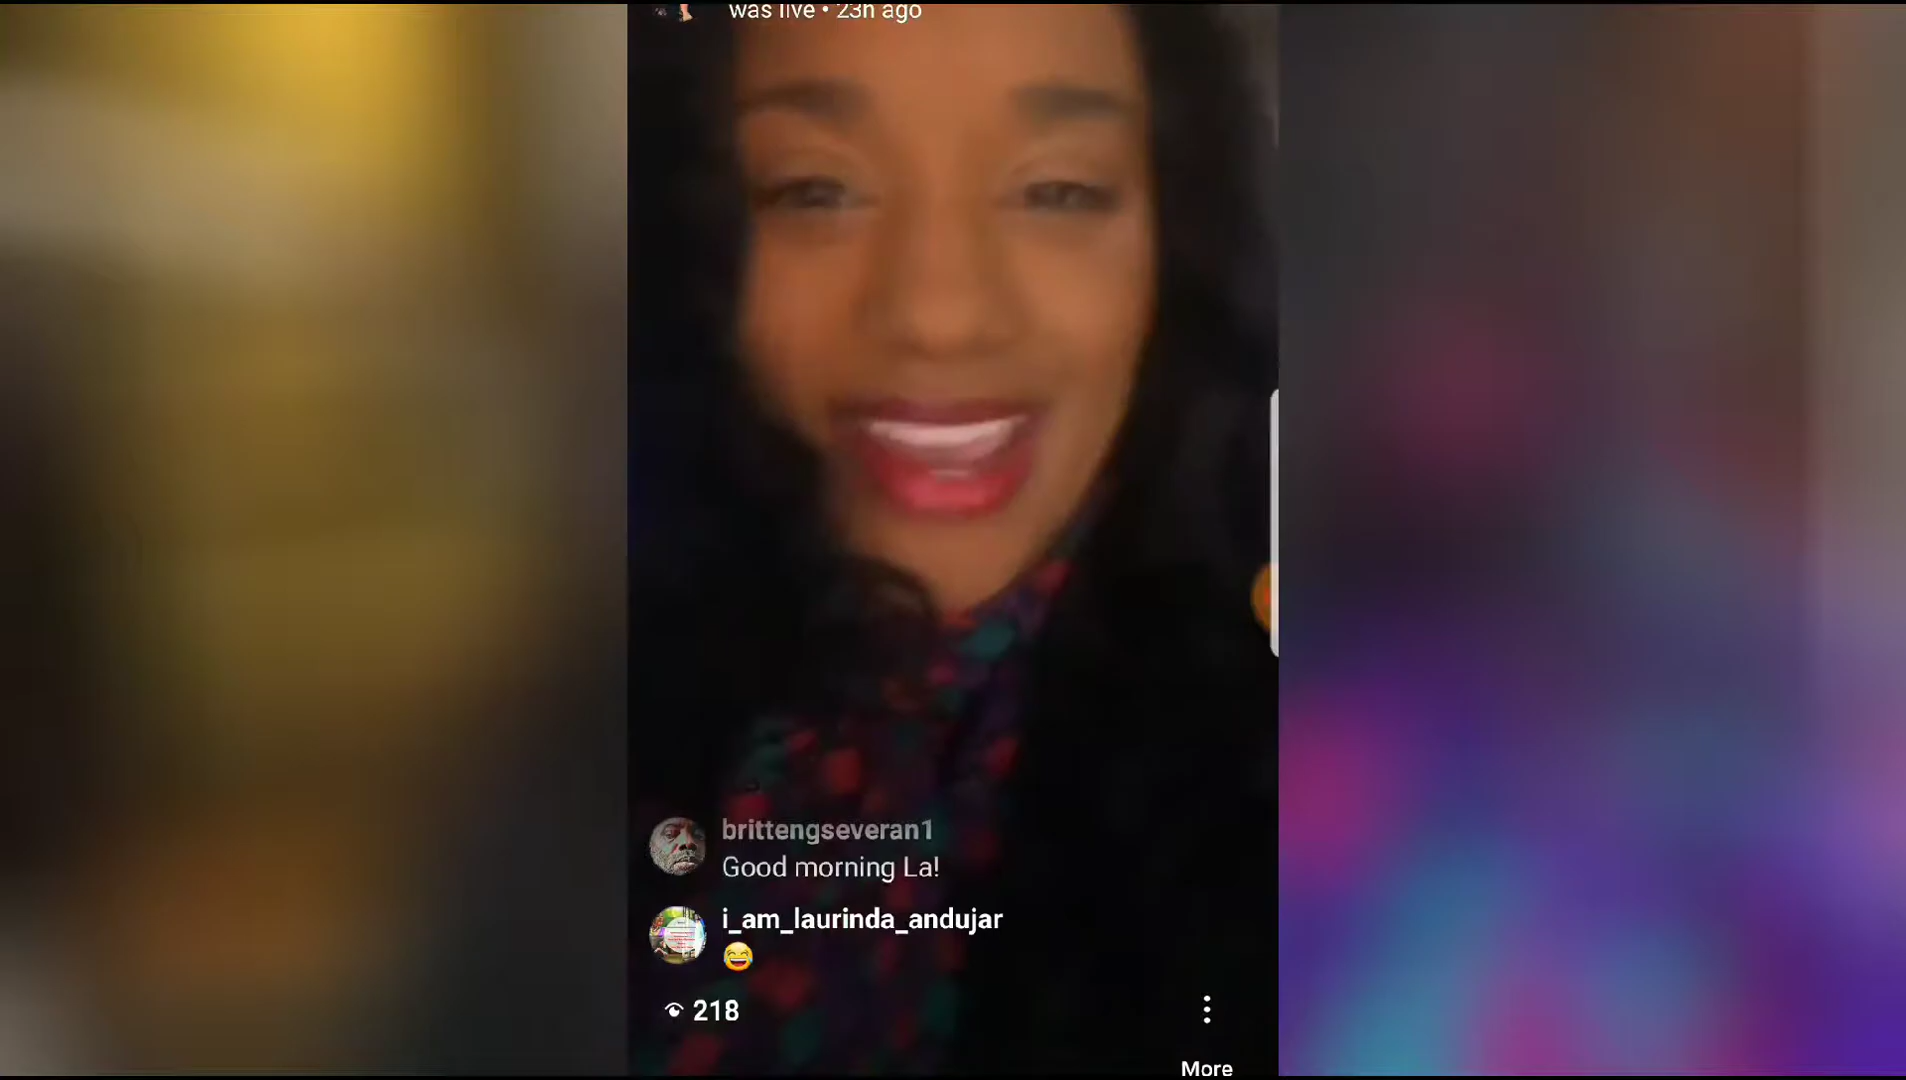 was live • 23h ago
brittengseveran1
Good morning La!
i_am_laurinda_andujar
😂
218
More